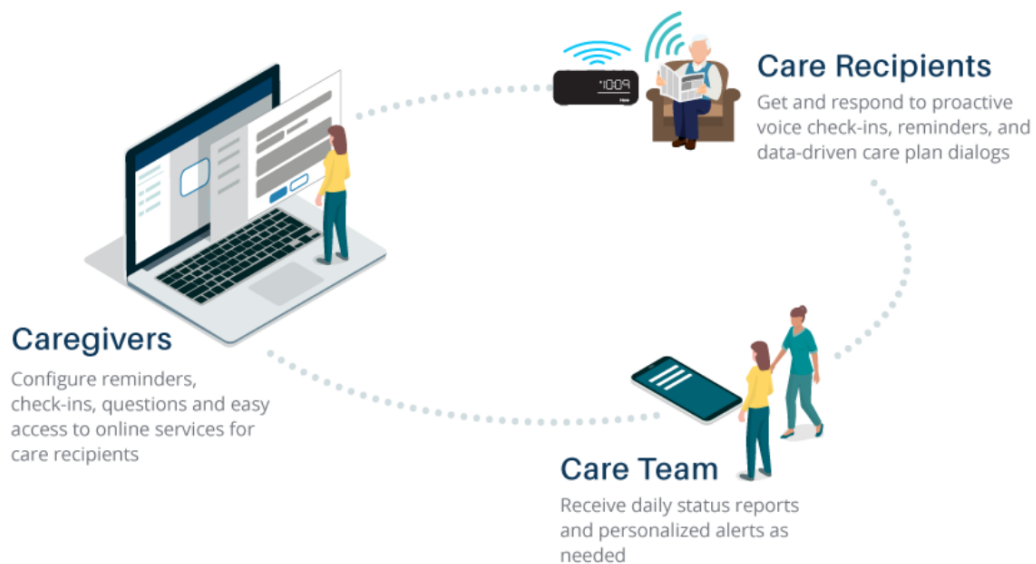 1009
Care Recipients
Get and respond to proactive
voice check-ins, reminders, and
data-driven care plan dialogs
Caregivers
Configure reminders,
check-ins, questions and easy
access to online services for
care recipients
Care Team
Receive daily status reports
and personalized alerts as
needed